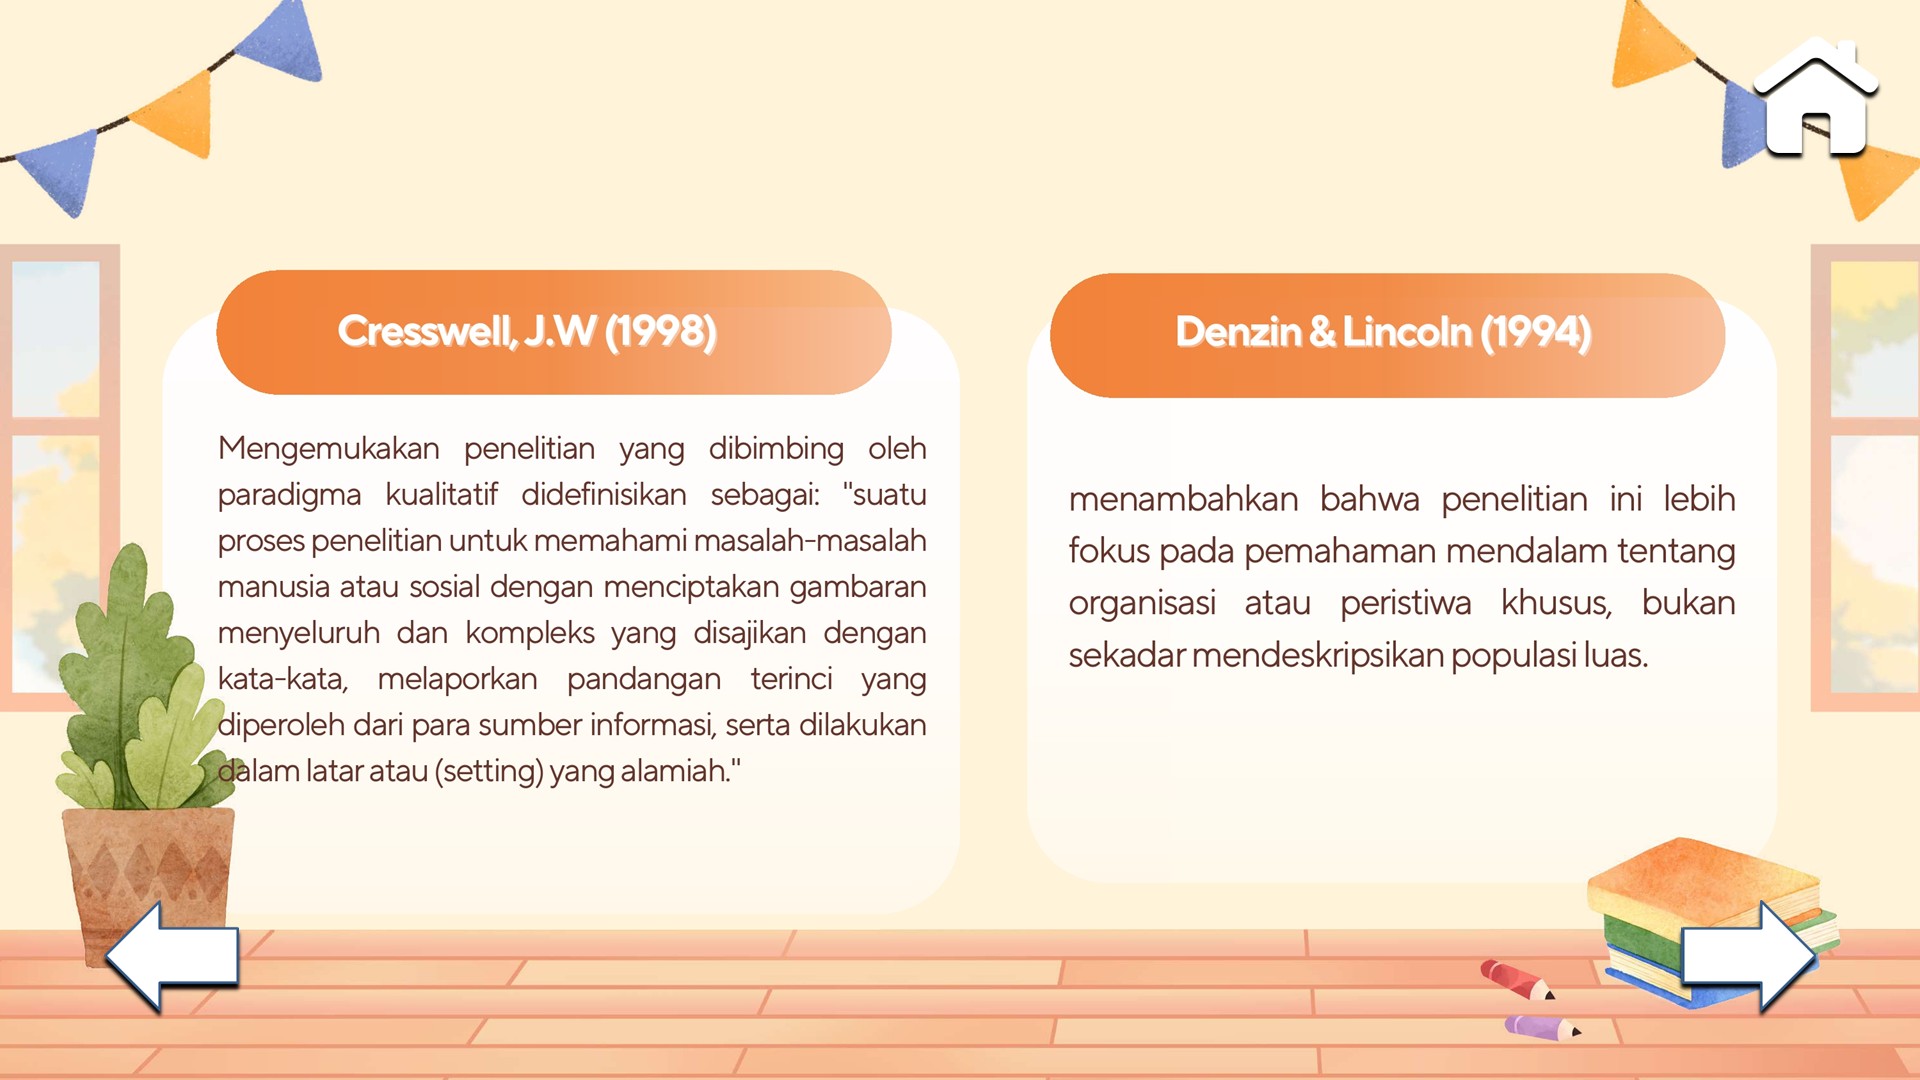 Cresswell, J.W (1998)
Mengemukakan penelitian yang dibimbing oleh
paradigma kualitatif didefinisikan sebagai: "suatu
proses penelitian untuk memahami masalah-masalah
manusia atau sosial dengan menciptakan gambaran
menyeluruh dan kompleks yang disajikan dengan
kata-kata, melaporkan pandangan terinci yang
diperoleh dari para sumber informasi, serta dilakukan
dalam latar atau (setting) yang alamiah."
Denzin & Lincoln (1994)
menambahkan bahwa penelitian ini lebih
fokus pada pemahaman mendalam tentang
organisasi atau peristiwa khusus, bukan
sekadar mendeskripsikan populasi luas.